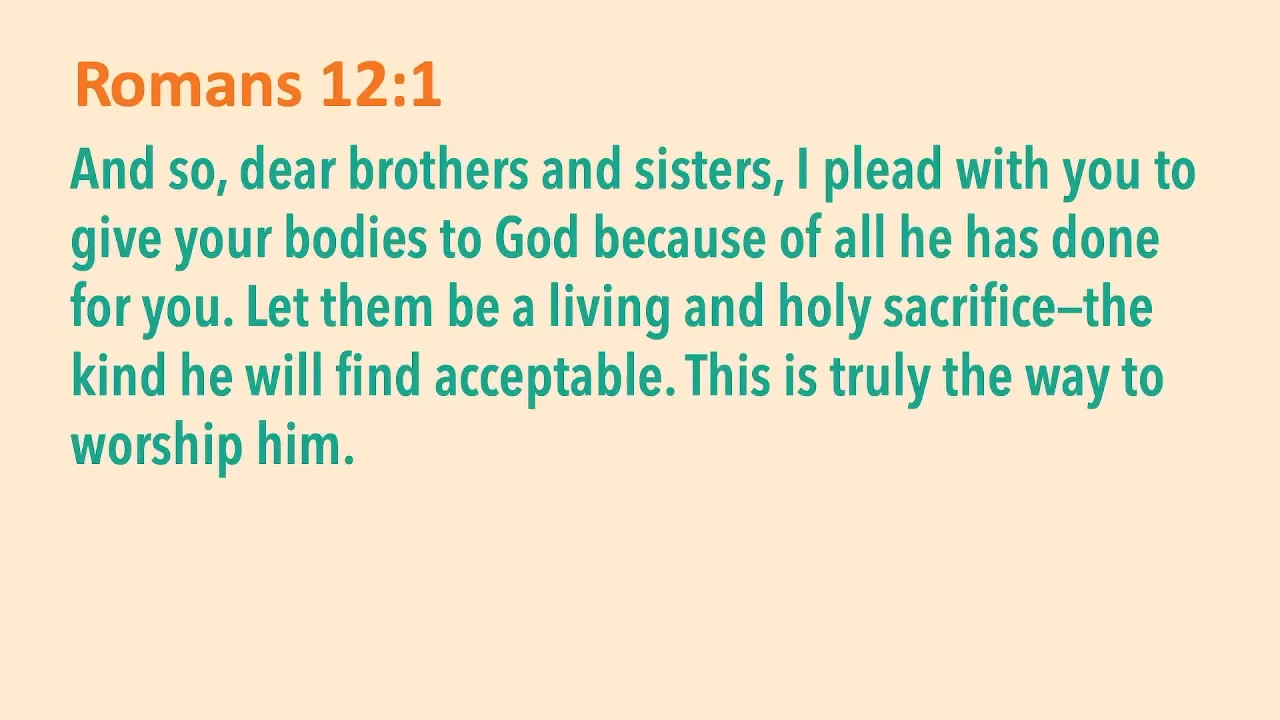 Romans 12:1
And so, dear brothers and sisters, I plead with you to
give your bodies to God because of all he has done
for you. Let them be a living and holy sacrifice—the
kind he will find acceptable. This is truly the way to
worship him.